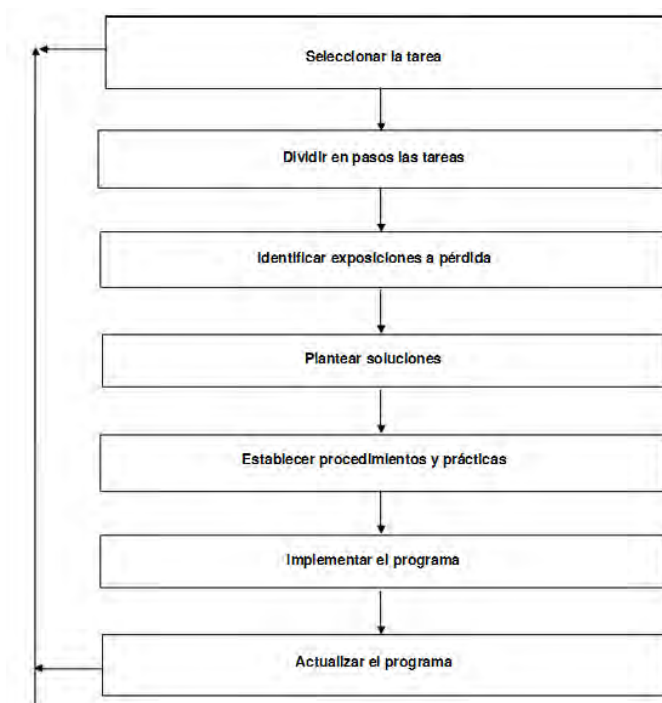 Seleccionar la tarea
Dividir en pasos las tareas
Identificar exposiciones a pérdida
Plantear soluciones
Establecer procedimientos y prácticas
Implementar el programa
Actualizar el programa